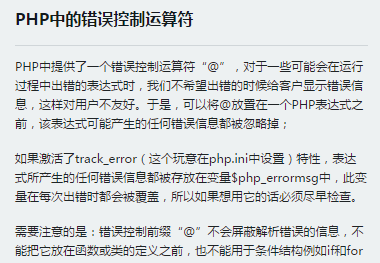 PHP中的错误控制运算符
PHP中提供了一个错误控制运算符“@”，对于一些可能会在运行
过程中出错的表达式时，我们不希望出错的时候给客户显示错误信
息，这样对用户不友好。于是，可以将@放置在一个PHP表达式之
前，该表达式可能产生的任何错误信息都被忽略掉；
如果激活了track_error（这个玩意在php.ini中设置）特性，表达
式所产生的任何错误信息都被存放在变量$php_errormsg中，此变
量在每次出错时都会被覆盖，所以如果想用它的话必须尽早检查。
需要注意的是：错误控制前缀“@”不会屏蔽解析错误的信息，不
能把它放在函数或类的定义之前，也不能用于条件结构例如if和for